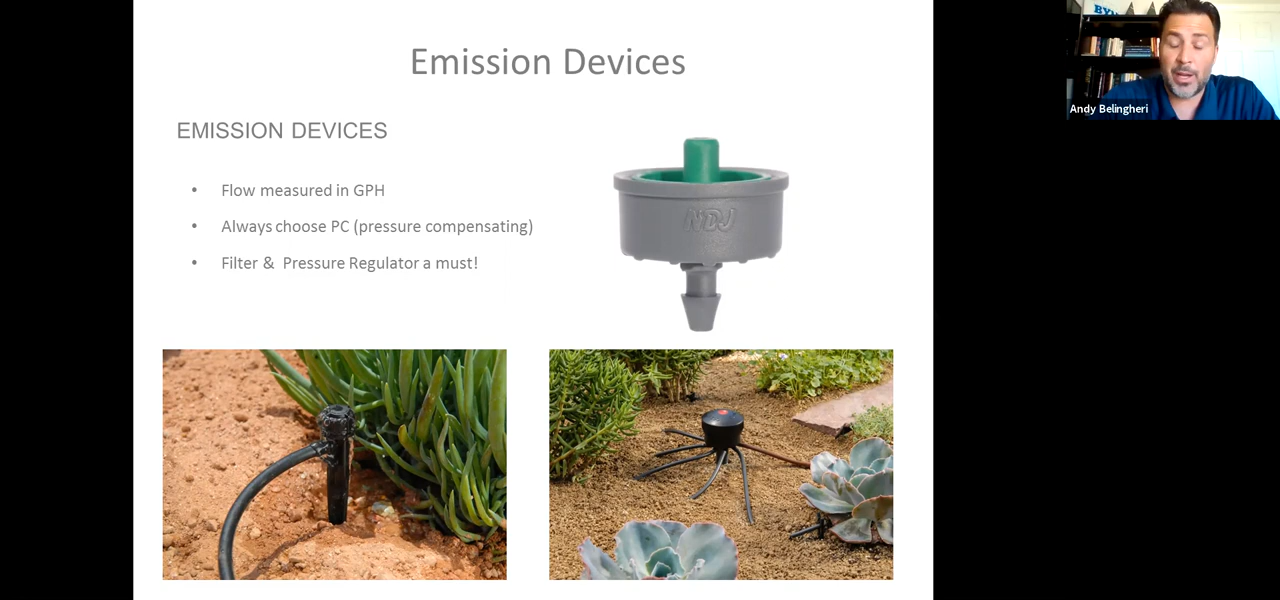 Emission Devices
EMISSION DEVICES
• Flow measured in GPH
• Always choose PC (pressure compensating)
• Filter & Pressure Regulator a must!
Andy Belingheri